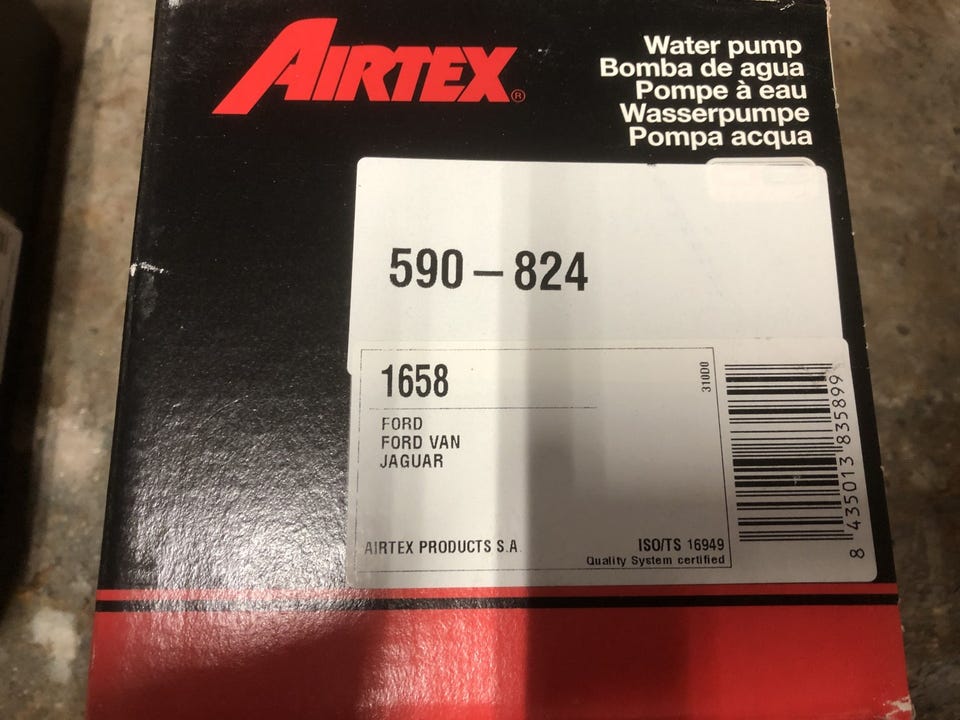 AIRTEX®
Water pump
Bomba de agua
Pompe à eau
Wasserpumpe
Pompa acqua
590-824
1658
310D0
FORD
FORD VAN
JAGUAR
AIRTEX PRODUCTS S.A.
ISO/TS 16949
Quality System certified
8 435013 835899